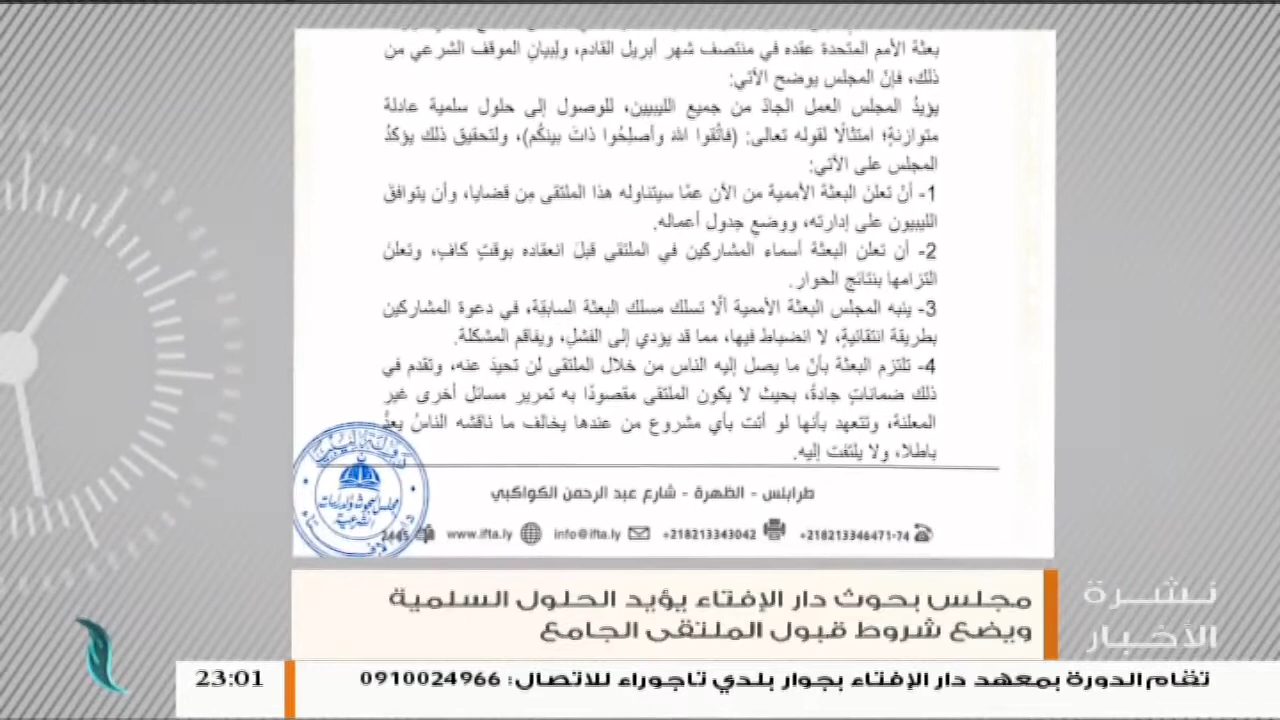 بعثة الأمم المتحدة عقده في منتصف شهر أبريل القادم، ولبيان الموقف الشرعي من
ذلك، فإنّ المجلس يوضح الآتي:
يؤيدُ المجلس العمل الجادّ من جميع الليبيين، للوصول إلى حلول سلمية عادلة
متوازنةٍ؛ امتثالًا لقوله تعالى: (فاتَّقوا اللهَ وأصلِحُوا ذاتَ بينِكُم)، ولتحقيق ذلك يؤكدُ
المجلس على الآتي:
1- أنْ تعلنَ البعثة الأممية من الآن عمّا سيتناوله هذا الملتقى مِن قضايا، وأن يتوافقَ
الليبيون على إدارته، ووضعِ جدول أعماله.
2- أن تعلن البعثة أسماء المشاركين في الملتقى قبلَ انعقاده بوقتٍ كافٍ، وتعلن
التزامها بنتائج الحوار.
3- ينبه المجلس البعثة الأممية ألّا تسلك مسلك البعثة السابقة، في دعوة المشاركين
بطريقة انتقائيةٍ، لا انضباط فيها، مما قد يؤدي إلى الفشلِ، ويفاقم المشكلة.
4- تلتزم البعثة بأنّ ما يصل إليه الناس من خلال الملتقى لن تحيدَ عنه، وتقدم في
ذلك ضماناتٍ جادةً، بحيث لا يكون الملتقى مقصودًا به تمرير مسائل أخرى غير
المعلنة، وتتعهد بأنها لو أتت بأي مشروع من عندها يخالف ما ناقشه الناسُ يعدُّ
باطلا، ولا يلتفت إليه.
طرابلس - الظهرة - شارع عبد الرحمن الكواكبي
+218213346471-74 +218213343042 info@ifta.ly www.ifta.ly 2445
دولة ليبيا
مجلس البحوث والدراسات
الشرعية
مجلس بحوث دار الإفتاء يؤيد الحلول السلمية
ويضع شروط قبول الملتقى الجامع
نشرة
الأخبار
تقام الدورة بمعهد دار الإفتاء بجوار بلدي تاجوراء للاتصال: 0910024966
23:01